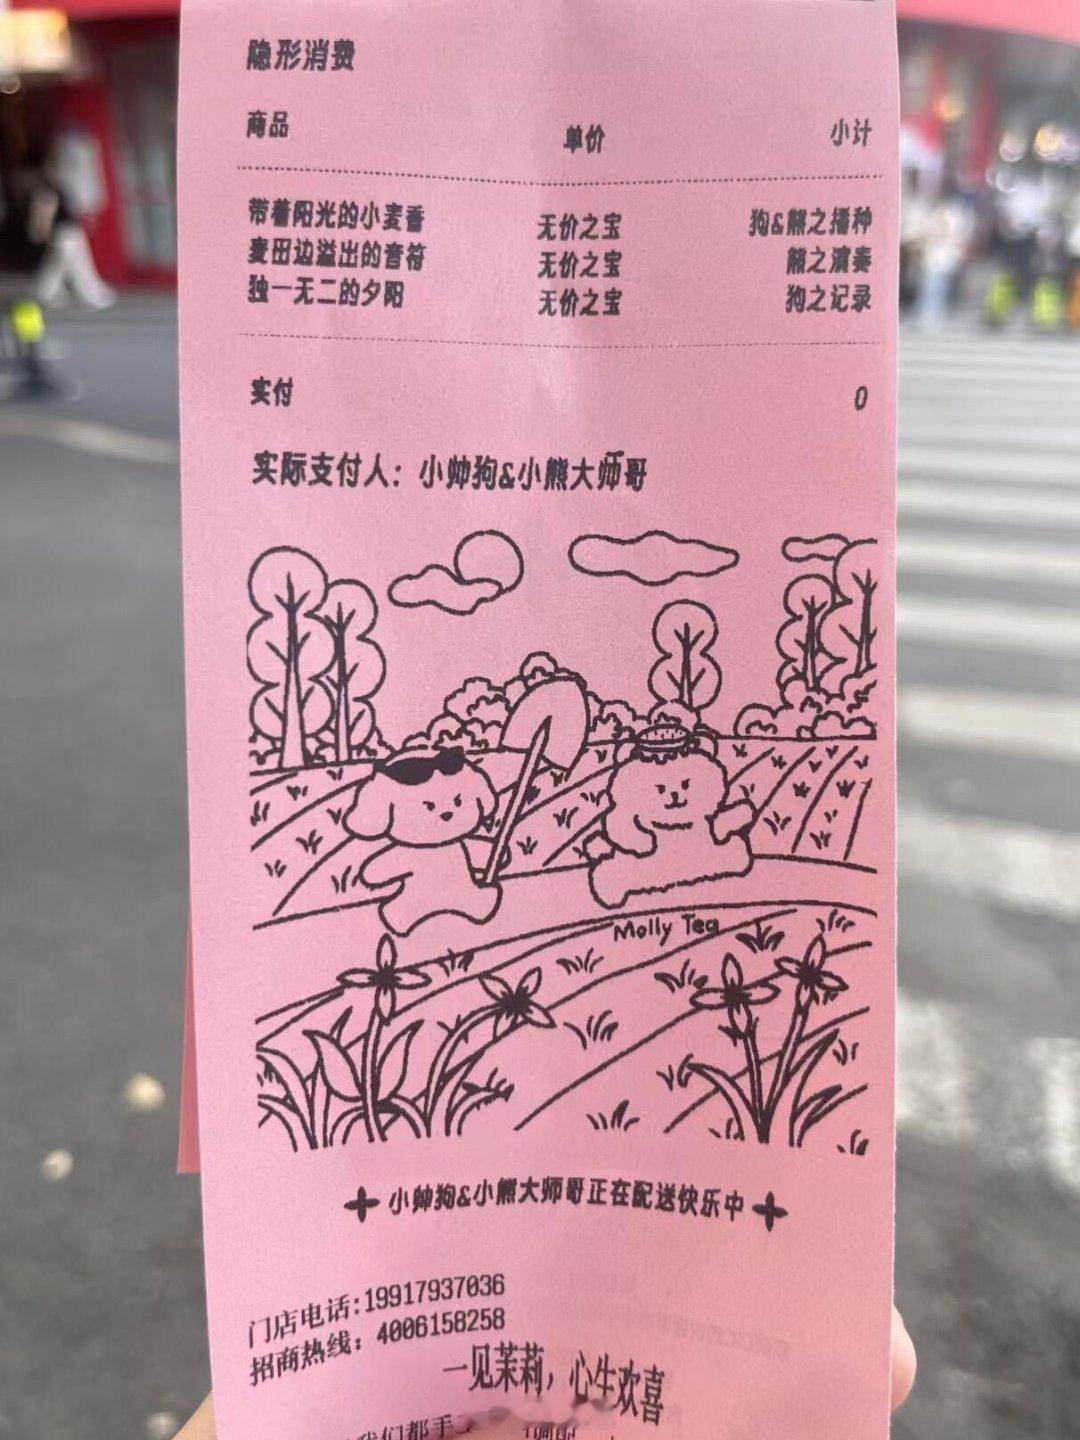 隐形消费
商品 单价 小计
带着阳光的小麦香 无价之宝 狗&熊之播种
麦田边溢出的音符 无价之宝 熊之演奏
独一无二的夕阳 无价之宝 狗之记录
实付 0
实际支付人：小帅狗&小熊大师哥
Molly Tea
小帅狗&小熊大师哥正在配送快乐中
门店电话:19917937036
招商热线：4006158258
一见茉莉，心生欢喜
我们都手